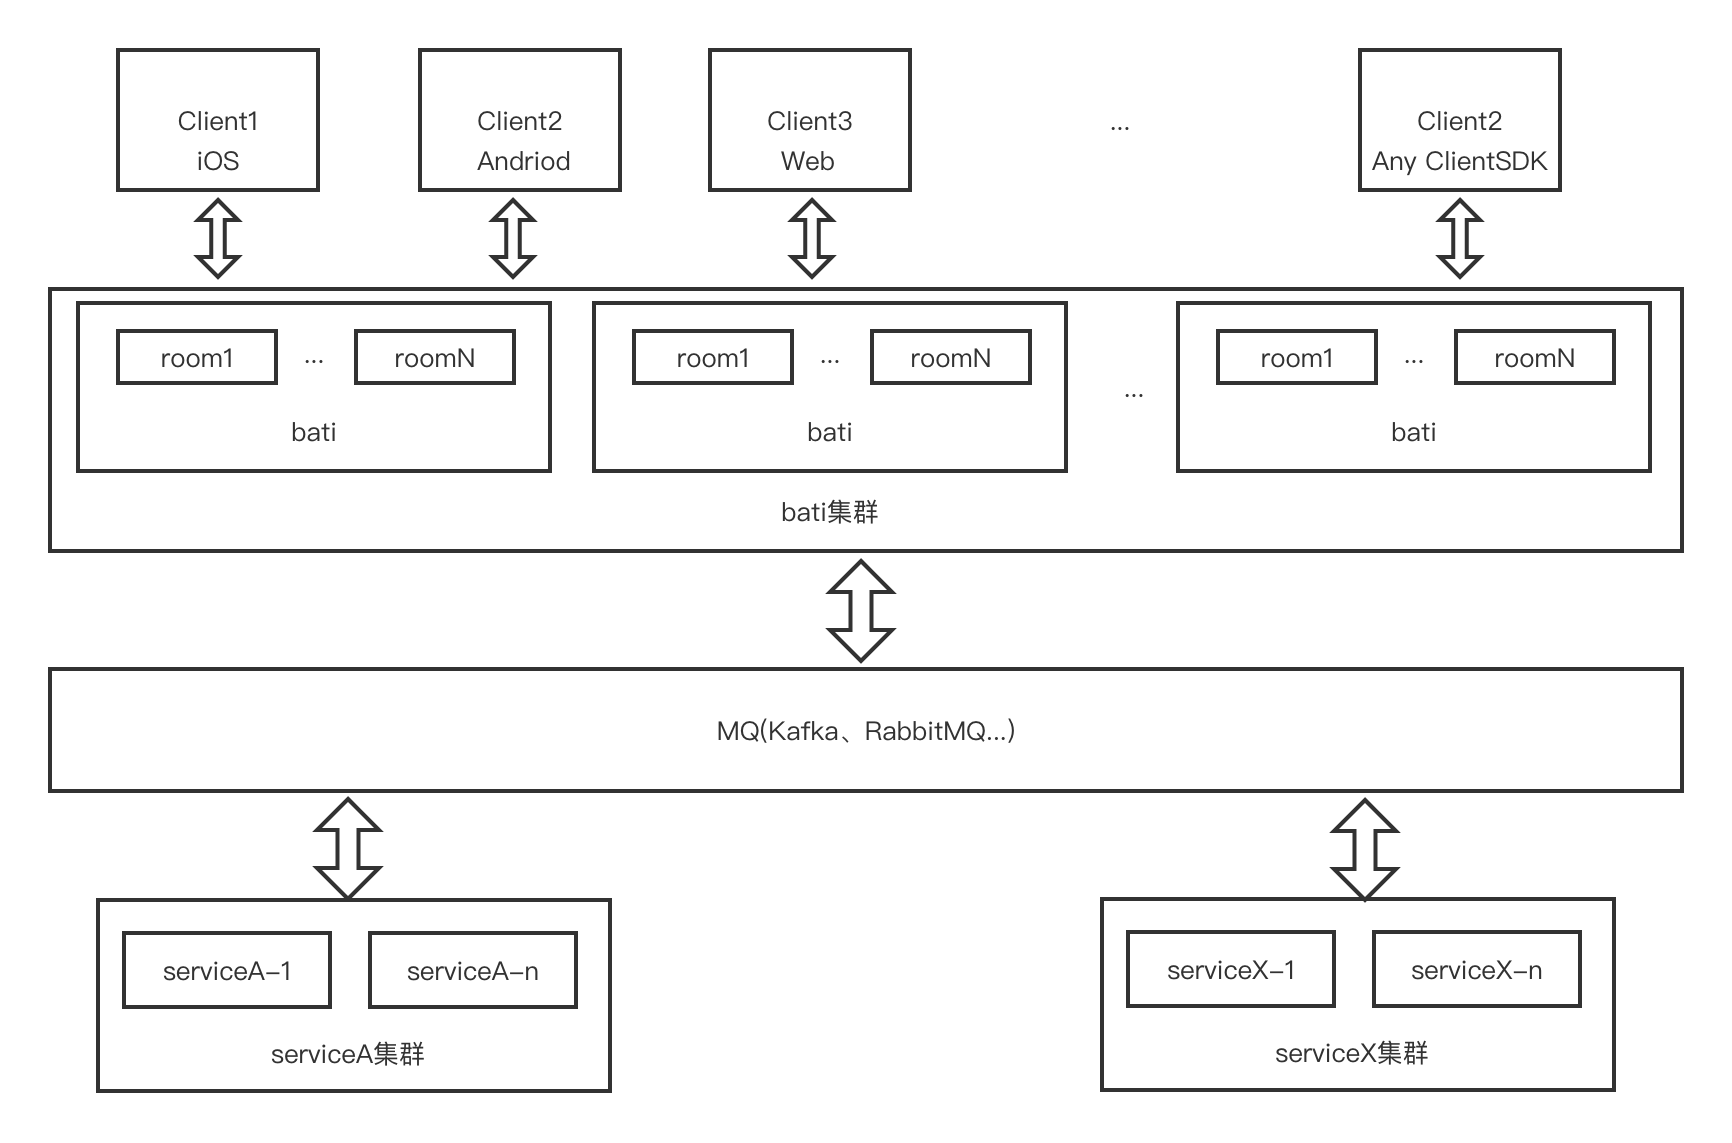 Client1
iOS
Client2
Andriod
Client3
Web
...
Client2
Any ClientSDK
room1
...
roomN
bati
room1
...
roomN
bati
...
room1
...
roomN
bati
bati集群
MQ(Kafka、RabbitMQ...)
serviceA-1
serviceA-n
serviceA集群
serviceX-1
serviceX-n
serviceX集群